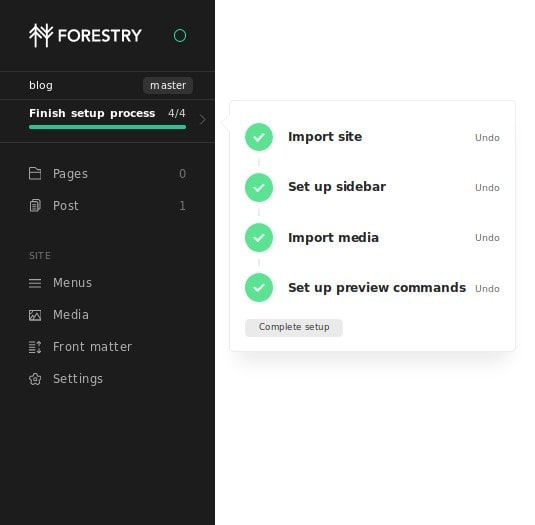 FORESTRY
blog master
Finish setup process 4/4
Pages 0
Post 1
SITE
Menus
Media
Front matter
Settings
Import site Undo
Set up sidebar Undo
Import media Undo
Set up preview commands Undo
Complete setup